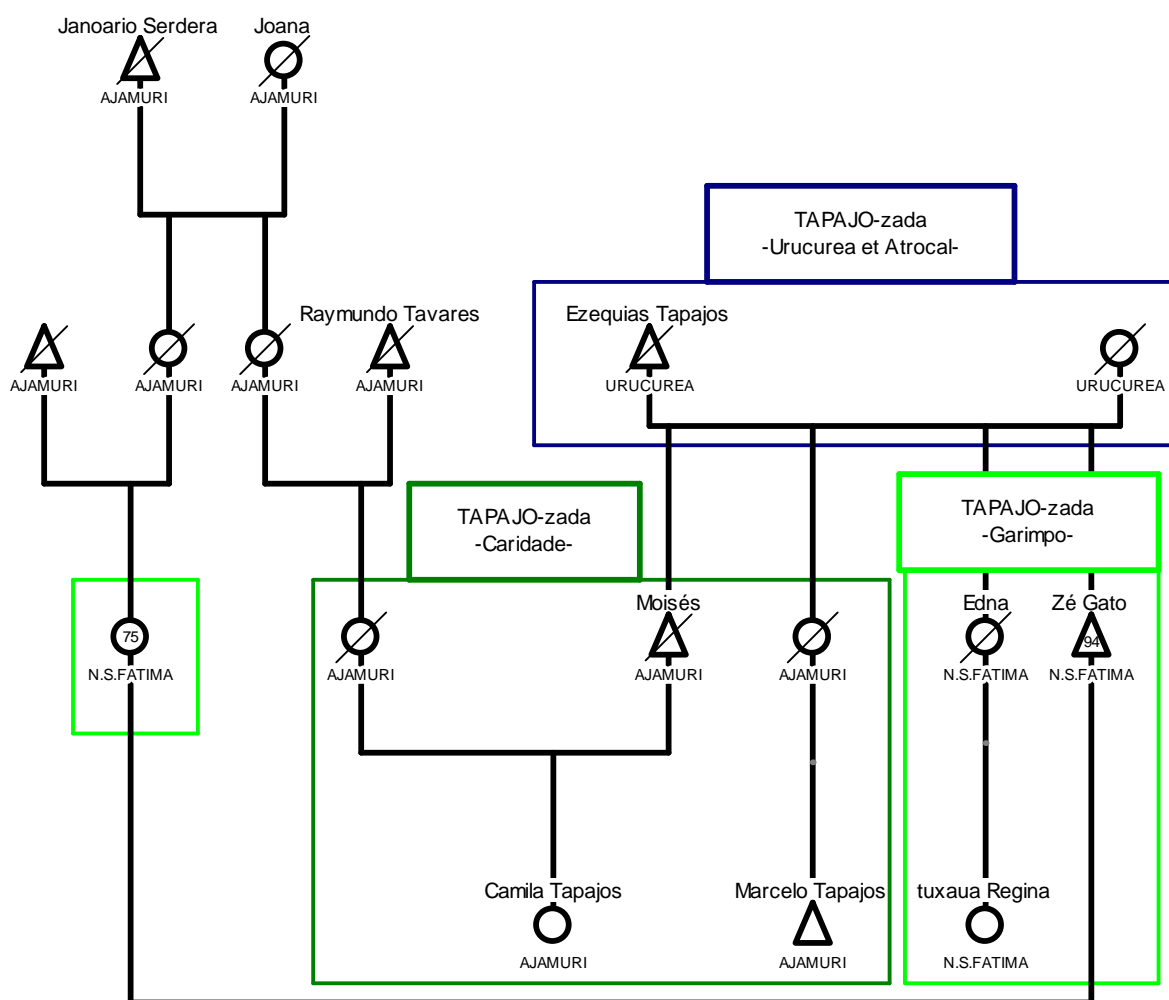 Janoario Serdera
Joana
AJAMURI
AJAMURI
TAPAJO-zada
-Urucurea et Atrocal-
Raymundo Tavares
Ezequias Tapajos
AJAMURI
AJAMURI
AJAMURI
AJAMURI
URUCUREA
URUCUREA
TAPAJO-zada
-Caridade-
TAPAJO-zada
-Garimpo-
Moisés
Edna
Zé Gato
75
94
N.S.FATIMA
AJAMURI
AJAMURI
AJAMURI
N.S.FATIMA
N.S.FATIMA
Camila Tapajos
Marcelo Tapajos
tuxaua Regina
AJAMURI
AJAMURI
N.S.FATIMA